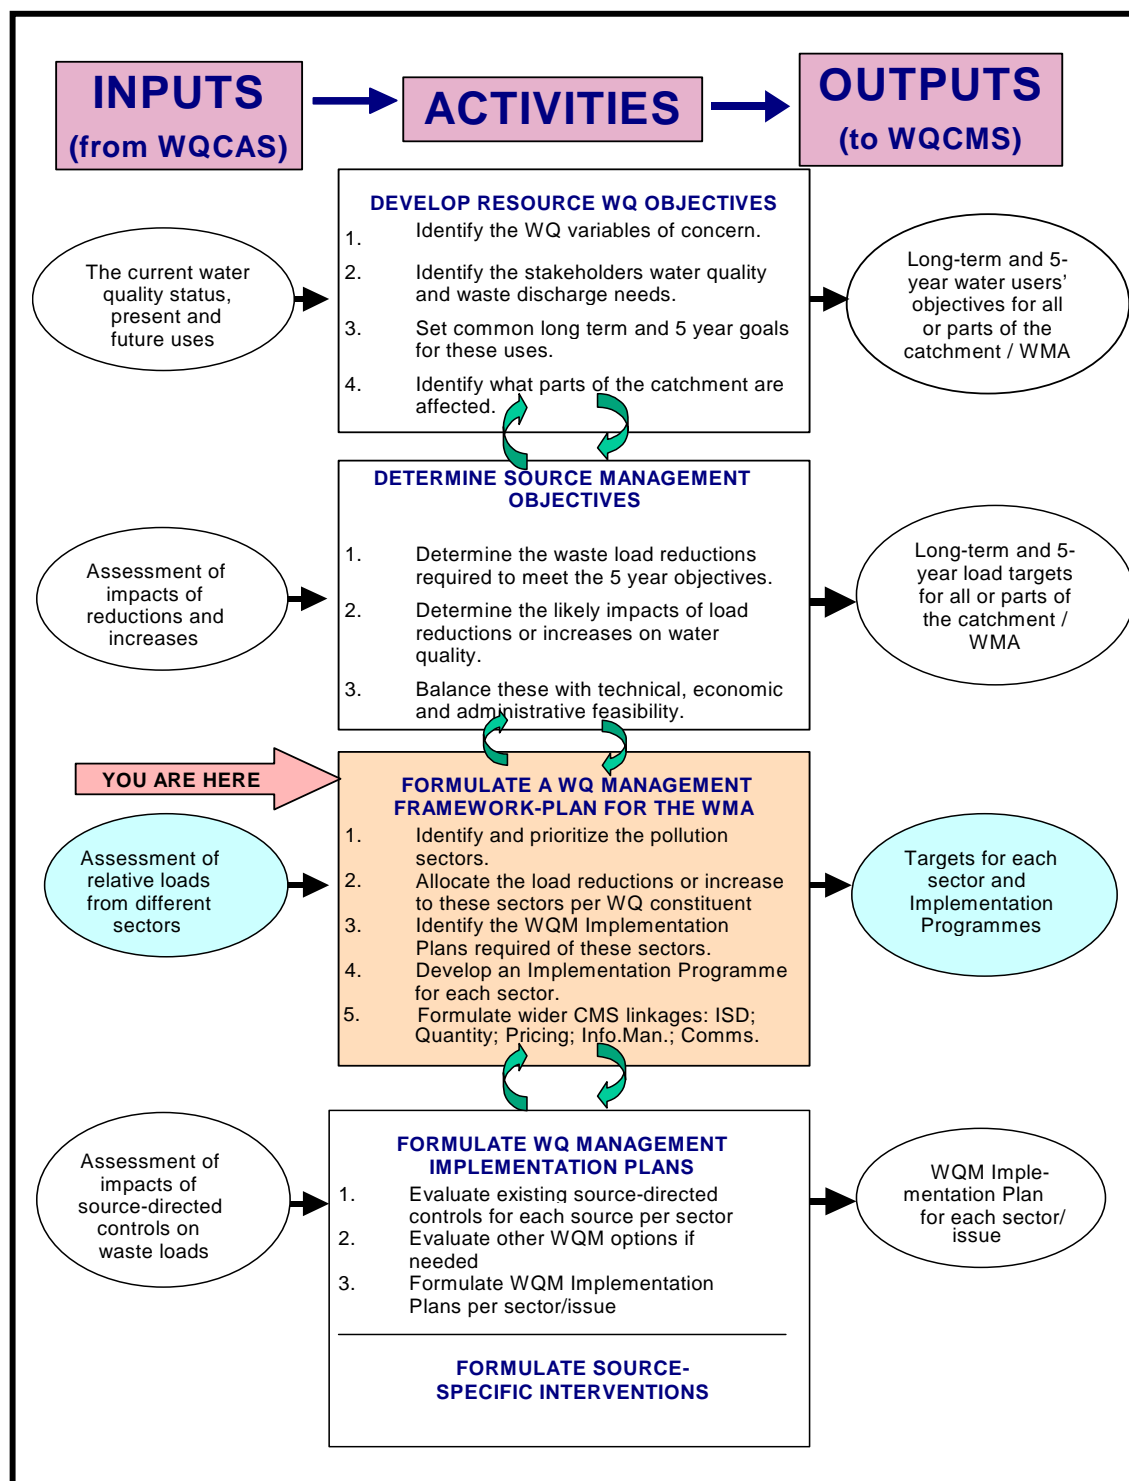 INPUTS
(from WQCAS)
ACTIVITIES
OUTPUTS
(to WQCMS)
The current water
quality status,
present and
future uses
DEVELOP RESOURCE WQ OBJECTIVES
1. Identify the WQ variables of concern.
2. Identify the stakeholders water quality
and waste discharge needs.
3. Set common long term and 5 year goals
for these uses.
4. Identify what parts of the catchment are
affected.
Long-term and 5-
year water users’
objectives for all
or parts of the
catchment / WMA
Assessment of
impacts of
reductions and
increases
DETERMINE SOURCE MANAGEMENT
OBJECTIVES
1. Determine the waste load reductions
required to meet the 5 year objectives.
2. Determine the likely impacts of load
reductions or increases on water
quality.
3. Balance these with technical, economic
and administrative feasibility.
Long-term and 5-
year load targets
for all or parts of
the catchment /
WMA
YOU ARE HERE
Assessment of
relative loads
from different
sectors
FORMULATE A WQ MANAGEMENT
FRAMEWORK-PLAN FOR THE WMA
1. Identify and prioritize the pollution
sectors.
2. Allocate the load reductions or increase
to these sectors per WQ constituent
3. Identify the WQM Implementation
Plans required of these sectors.
4. Develop an Implementation Programme
for each sector.
5. Formulate wider CMS linkages: ISD;
Quantity; Pricing; Info.Man.; Comms.
Targets for each
sector and
Implementation
Programmes
Assessment of
impacts of
source-directed
controls on
waste loads
FORMULATE WQ MANAGEMENT
IMPLEMENTATION PLANS
1. Evaluate existing source-directed
controls for each source per sector
2. Evaluate other WQM options if
needed
3. Formulate WQM Implementation
Plans per sector/issue
WQM Imple-
mentation Plan
for each sector/
issue
FORMULATE SOURCE-
SPECIFIC INTERVENTIONS